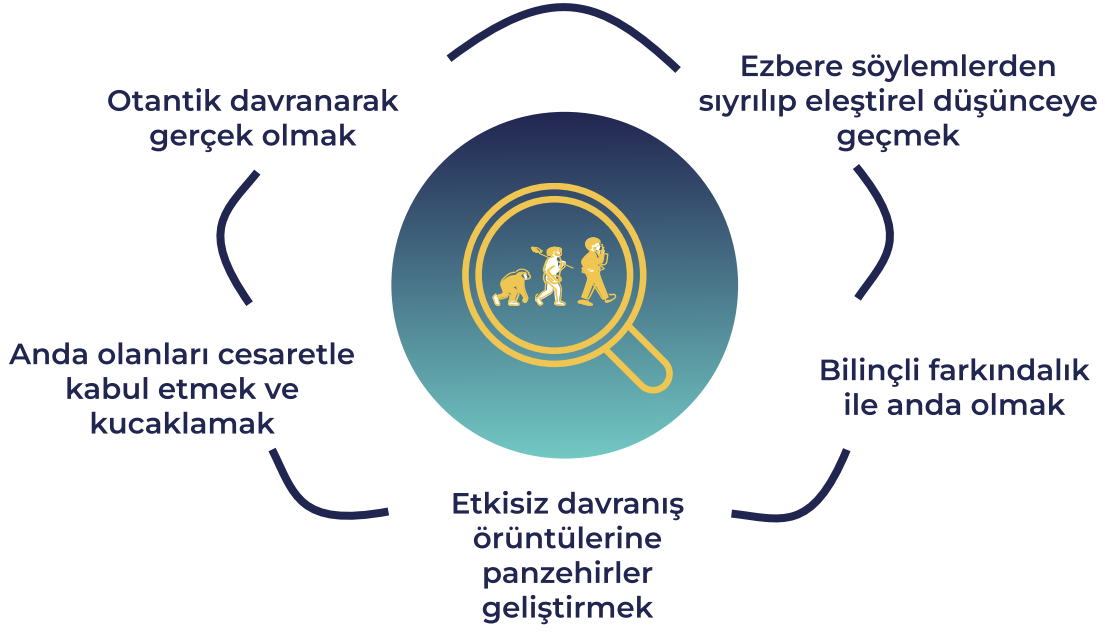 Otantik davranarak
gerçek olmak
Ezbere söylemlerden
sıyrılıp eleştirel düşünceye
geçmek
Anda olanları cesaretle
kabul etmek ve
kucaklamak
Bilinçli farkındalık
ile anda olmak
Etkisiz davranış
örüntülerine
panzehirler
geliştirmek